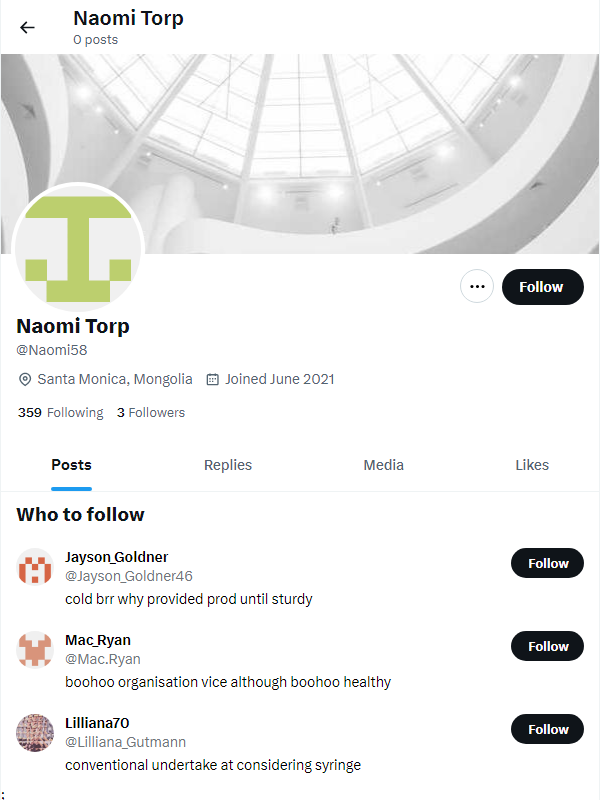 Naomi Torp
0 posts
Follow
Naomi Torp
@Naomi58
Santa Monica, Mongolia Joined June 2021
359 Following 3 Followers
Posts Replies Media Likes
Who to follow
Jayson_Goldner
@Jayson_Goldner46
Follow
cold brr why provided prod until sturdy
Mac_Ryan
@Mac.Ryan
Follow
boohoo organisation vice although boohoo healthy
Lilliana70
@Lilliana_Gutmann
Follow
conventional undertake at considering syringe
: